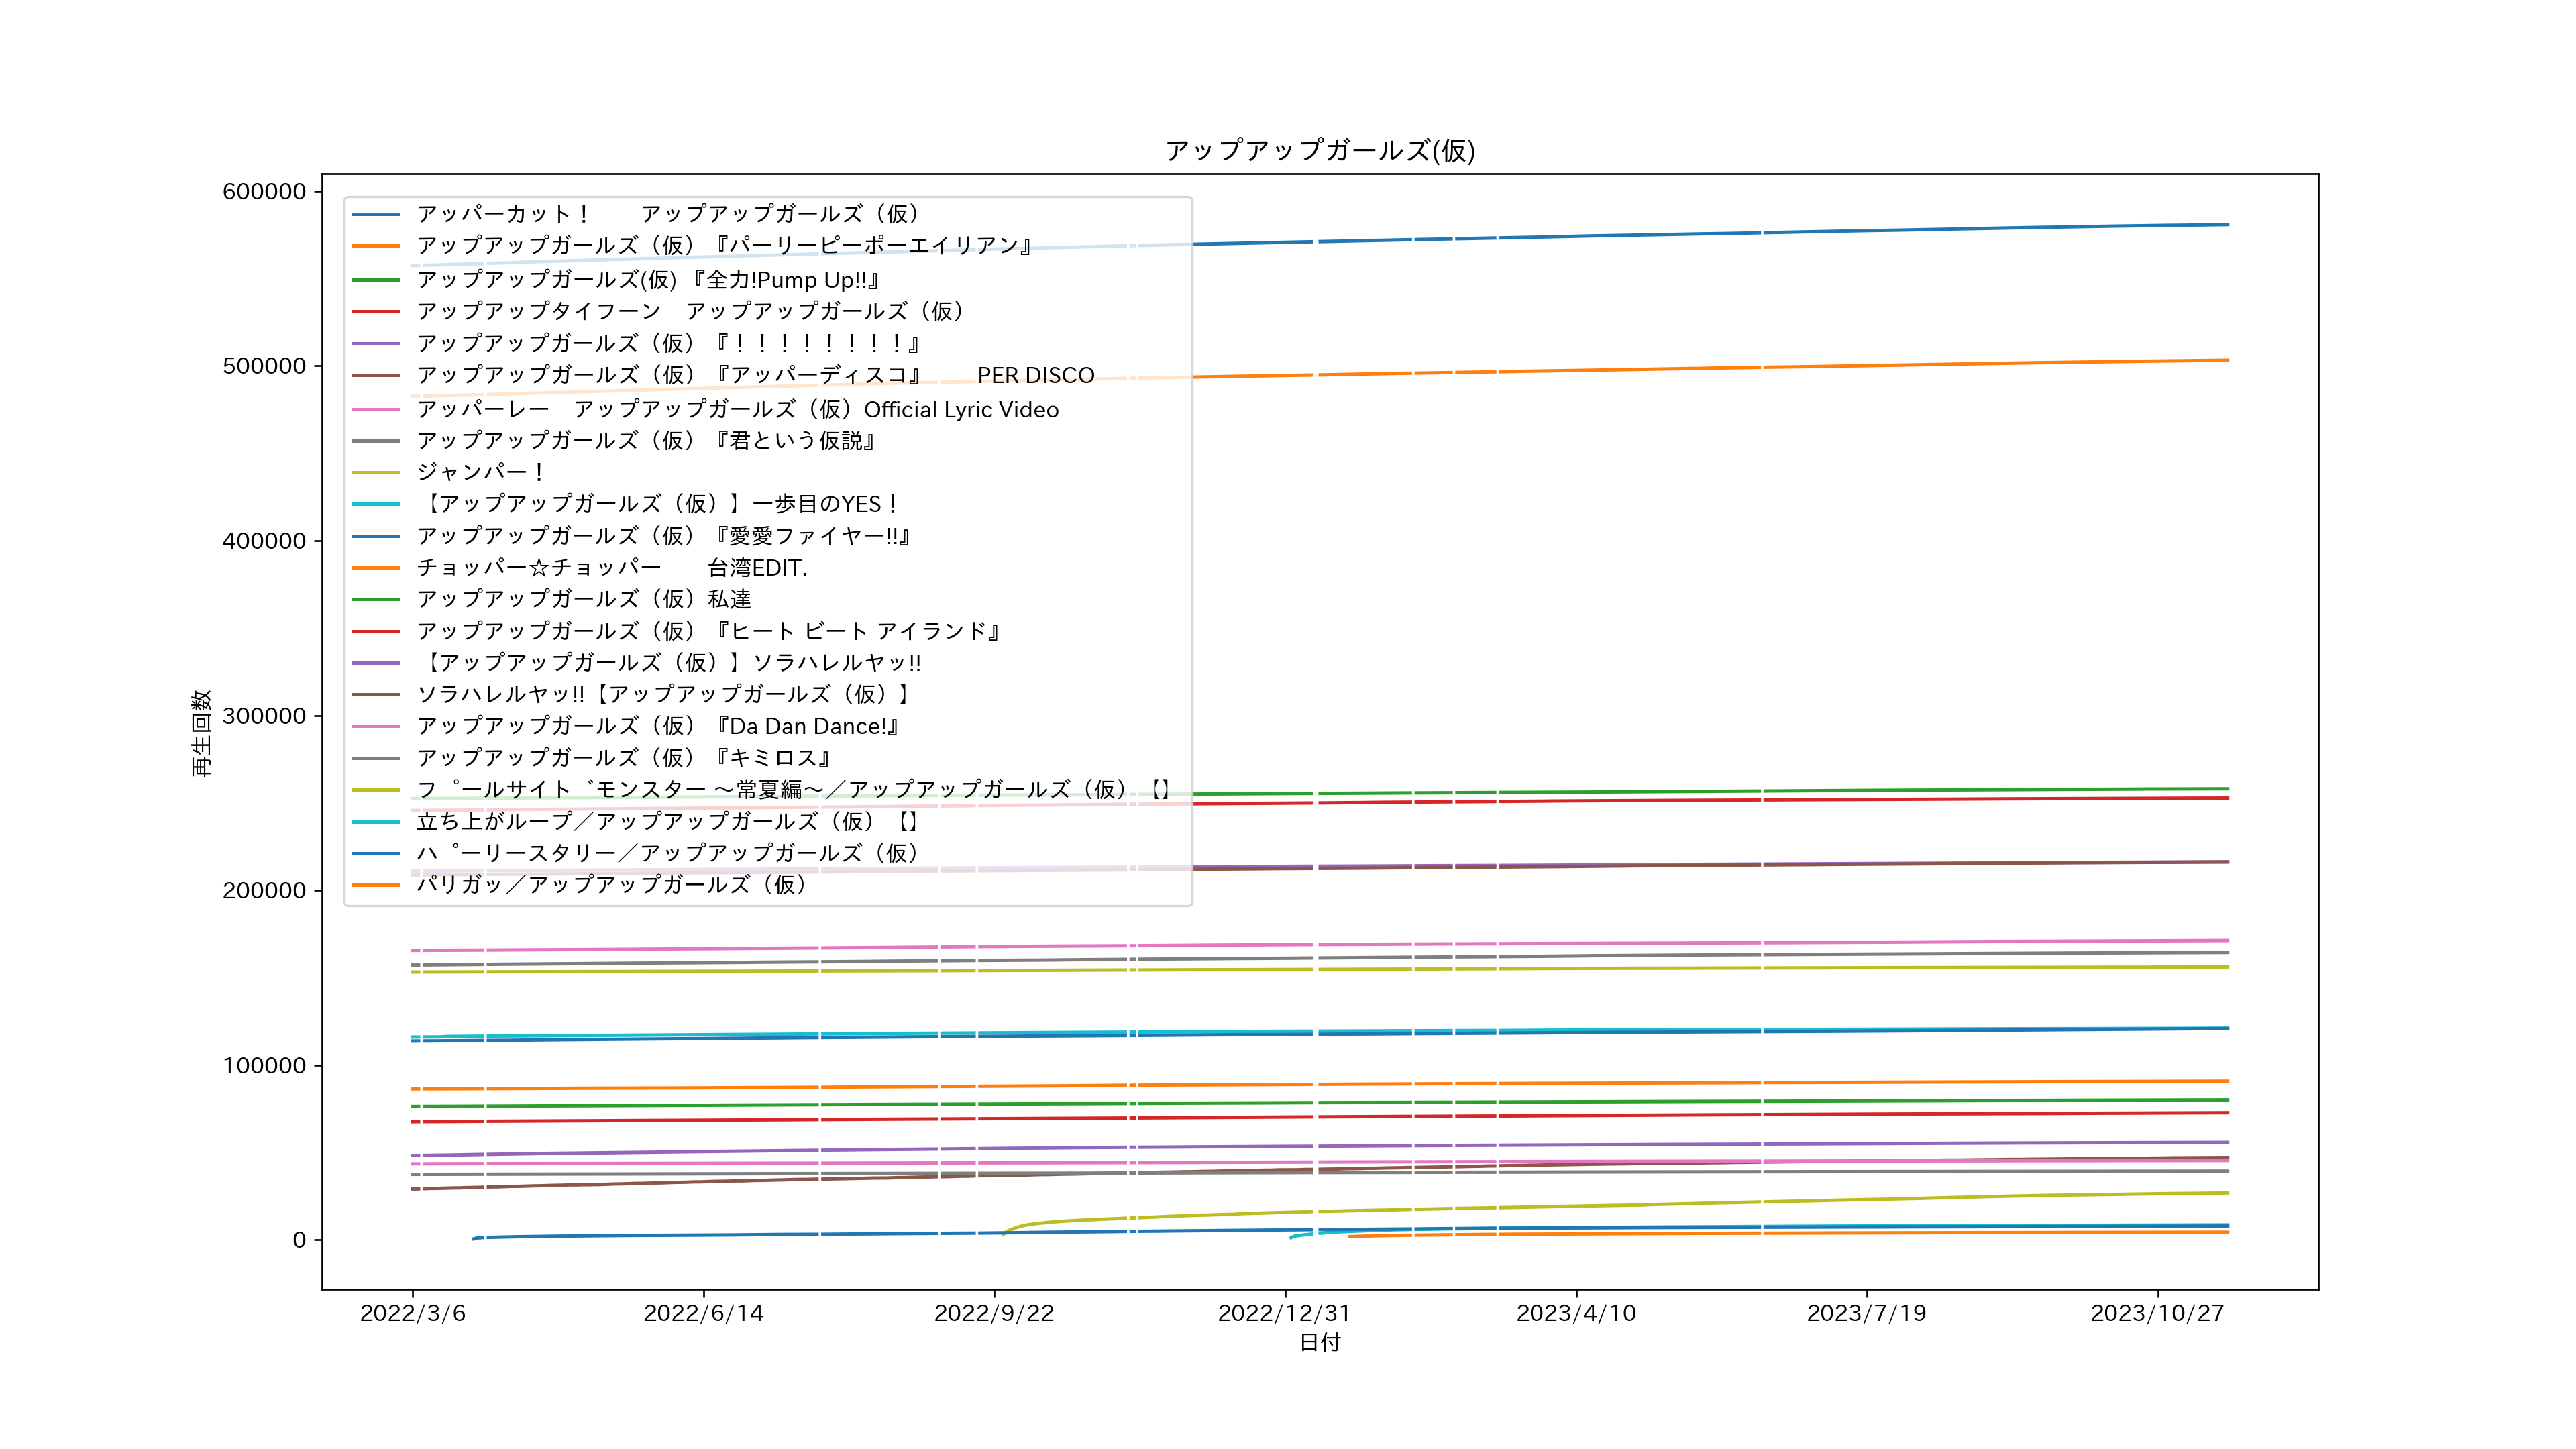 アップアップガールズ(仮)
600000
500000
400000
300000
200000
100000
0
再生回数
アッパーカット！　　アップアップガールズ（仮）
アップアップガールズ（仮）『パーリーピーポーエイリアン』
アップアップガールズ(仮) 『全力!Pump Up!!』
アップアップタイフーン　アップアップガールズ（仮）
アップアップガールズ（仮）『！！！！！！！！』
アップアップガールズ（仮）『アッパーディスコ』　　PER DISCO
アッパーレー　アップアップガールズ（仮）Official Lyric Video
アップアップガールズ（仮）『君という仮説』
ジャンパー！
【アップアップガールズ（仮）】一歩目のYES！
アップアップガールズ（仮）『愛愛ファイヤー!!』
チョッパー☆チョッパー　　台湾EDIT.
アップアップガールズ（仮）私達
アップアップガールズ（仮）『ヒート ビート アイランド』
【アップアップガールズ（仮）】ソラハレルヤッ!!
ソラハレルヤッ!!【アップアップガールズ（仮）】
アップアップガールズ（仮）『Da Dan Dance!』
アップアップガールズ（仮）『キミロス』
フ゜ールサイト゛モンスター ～常夏編～／アップアップガールズ（仮）【】
立ち上がループ／アップアップガールズ（仮）【】
ハ゜ーリースタリー／アップアップガールズ（仮）
パリガッ／アップアップガールズ（仮）
2022/3/6
2022/6/14
2022/9/22
2022/12/31
2023/4/10
2023/7/19
2023/10/27
日付